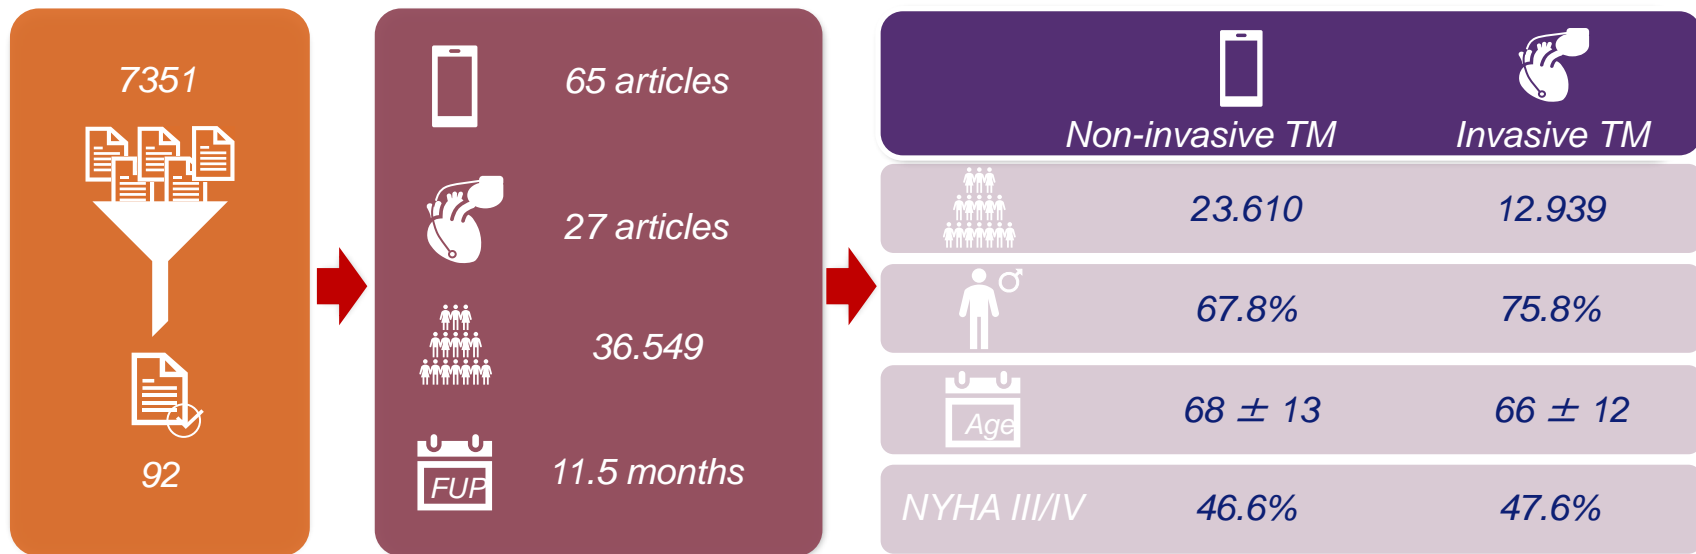 7351
92
65 articles
27 articles
36.549
FUP
11.5 months
Non-invasive TM
Invasive TM
23.610
12.939
67.8%
75.8%
Age
68 ± 13
66 ± 12
NYHA III/IV
46.6%
47.6%